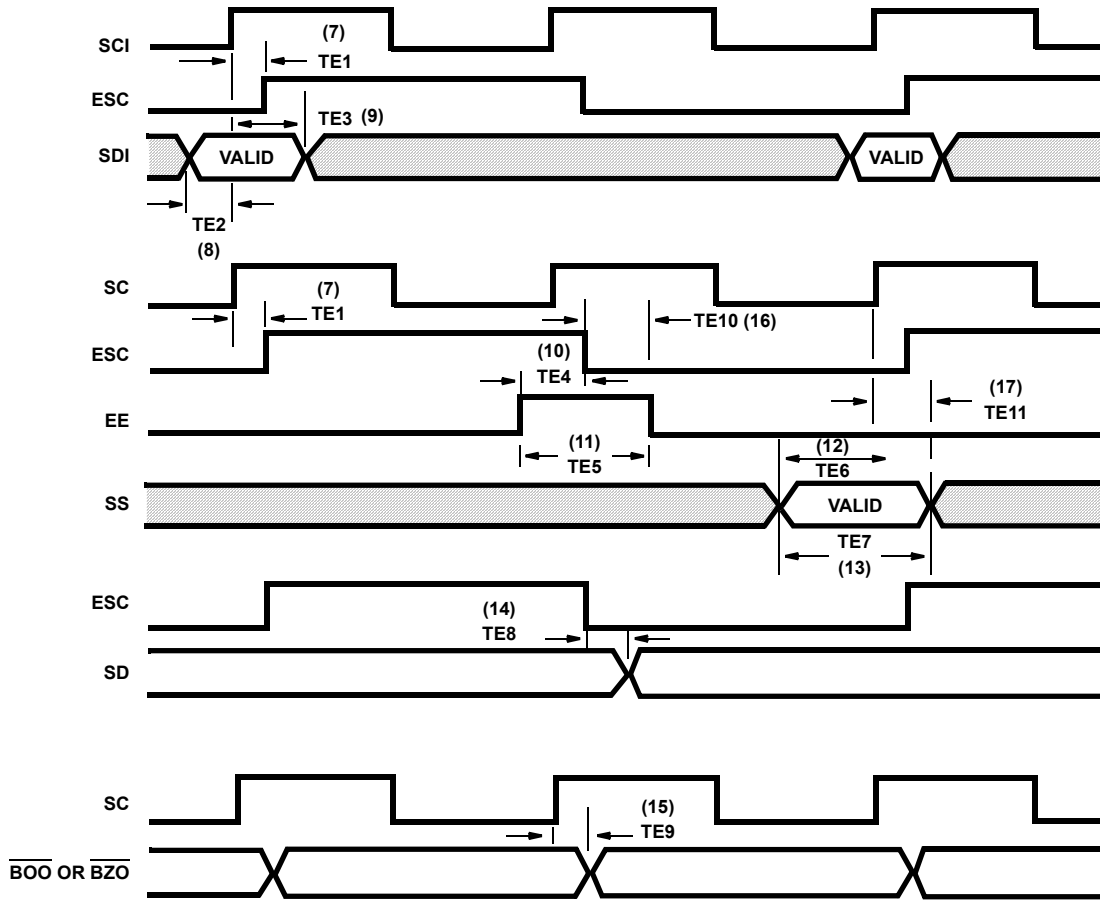 SCI
(7)
TE1
ESC
TE3 (9)
SDI
VALID
VALID
TE2
(8)
SC
(7)
TE1
TE10 (16)
ESC
(10)
TE4
(17)
TE11
EE
(11)
TE5
(12)
TE6
SS
VALID
TE7
(13)
ESC
(14)
TE8
SD
SC
(15)
TE9
BOO OR BZO